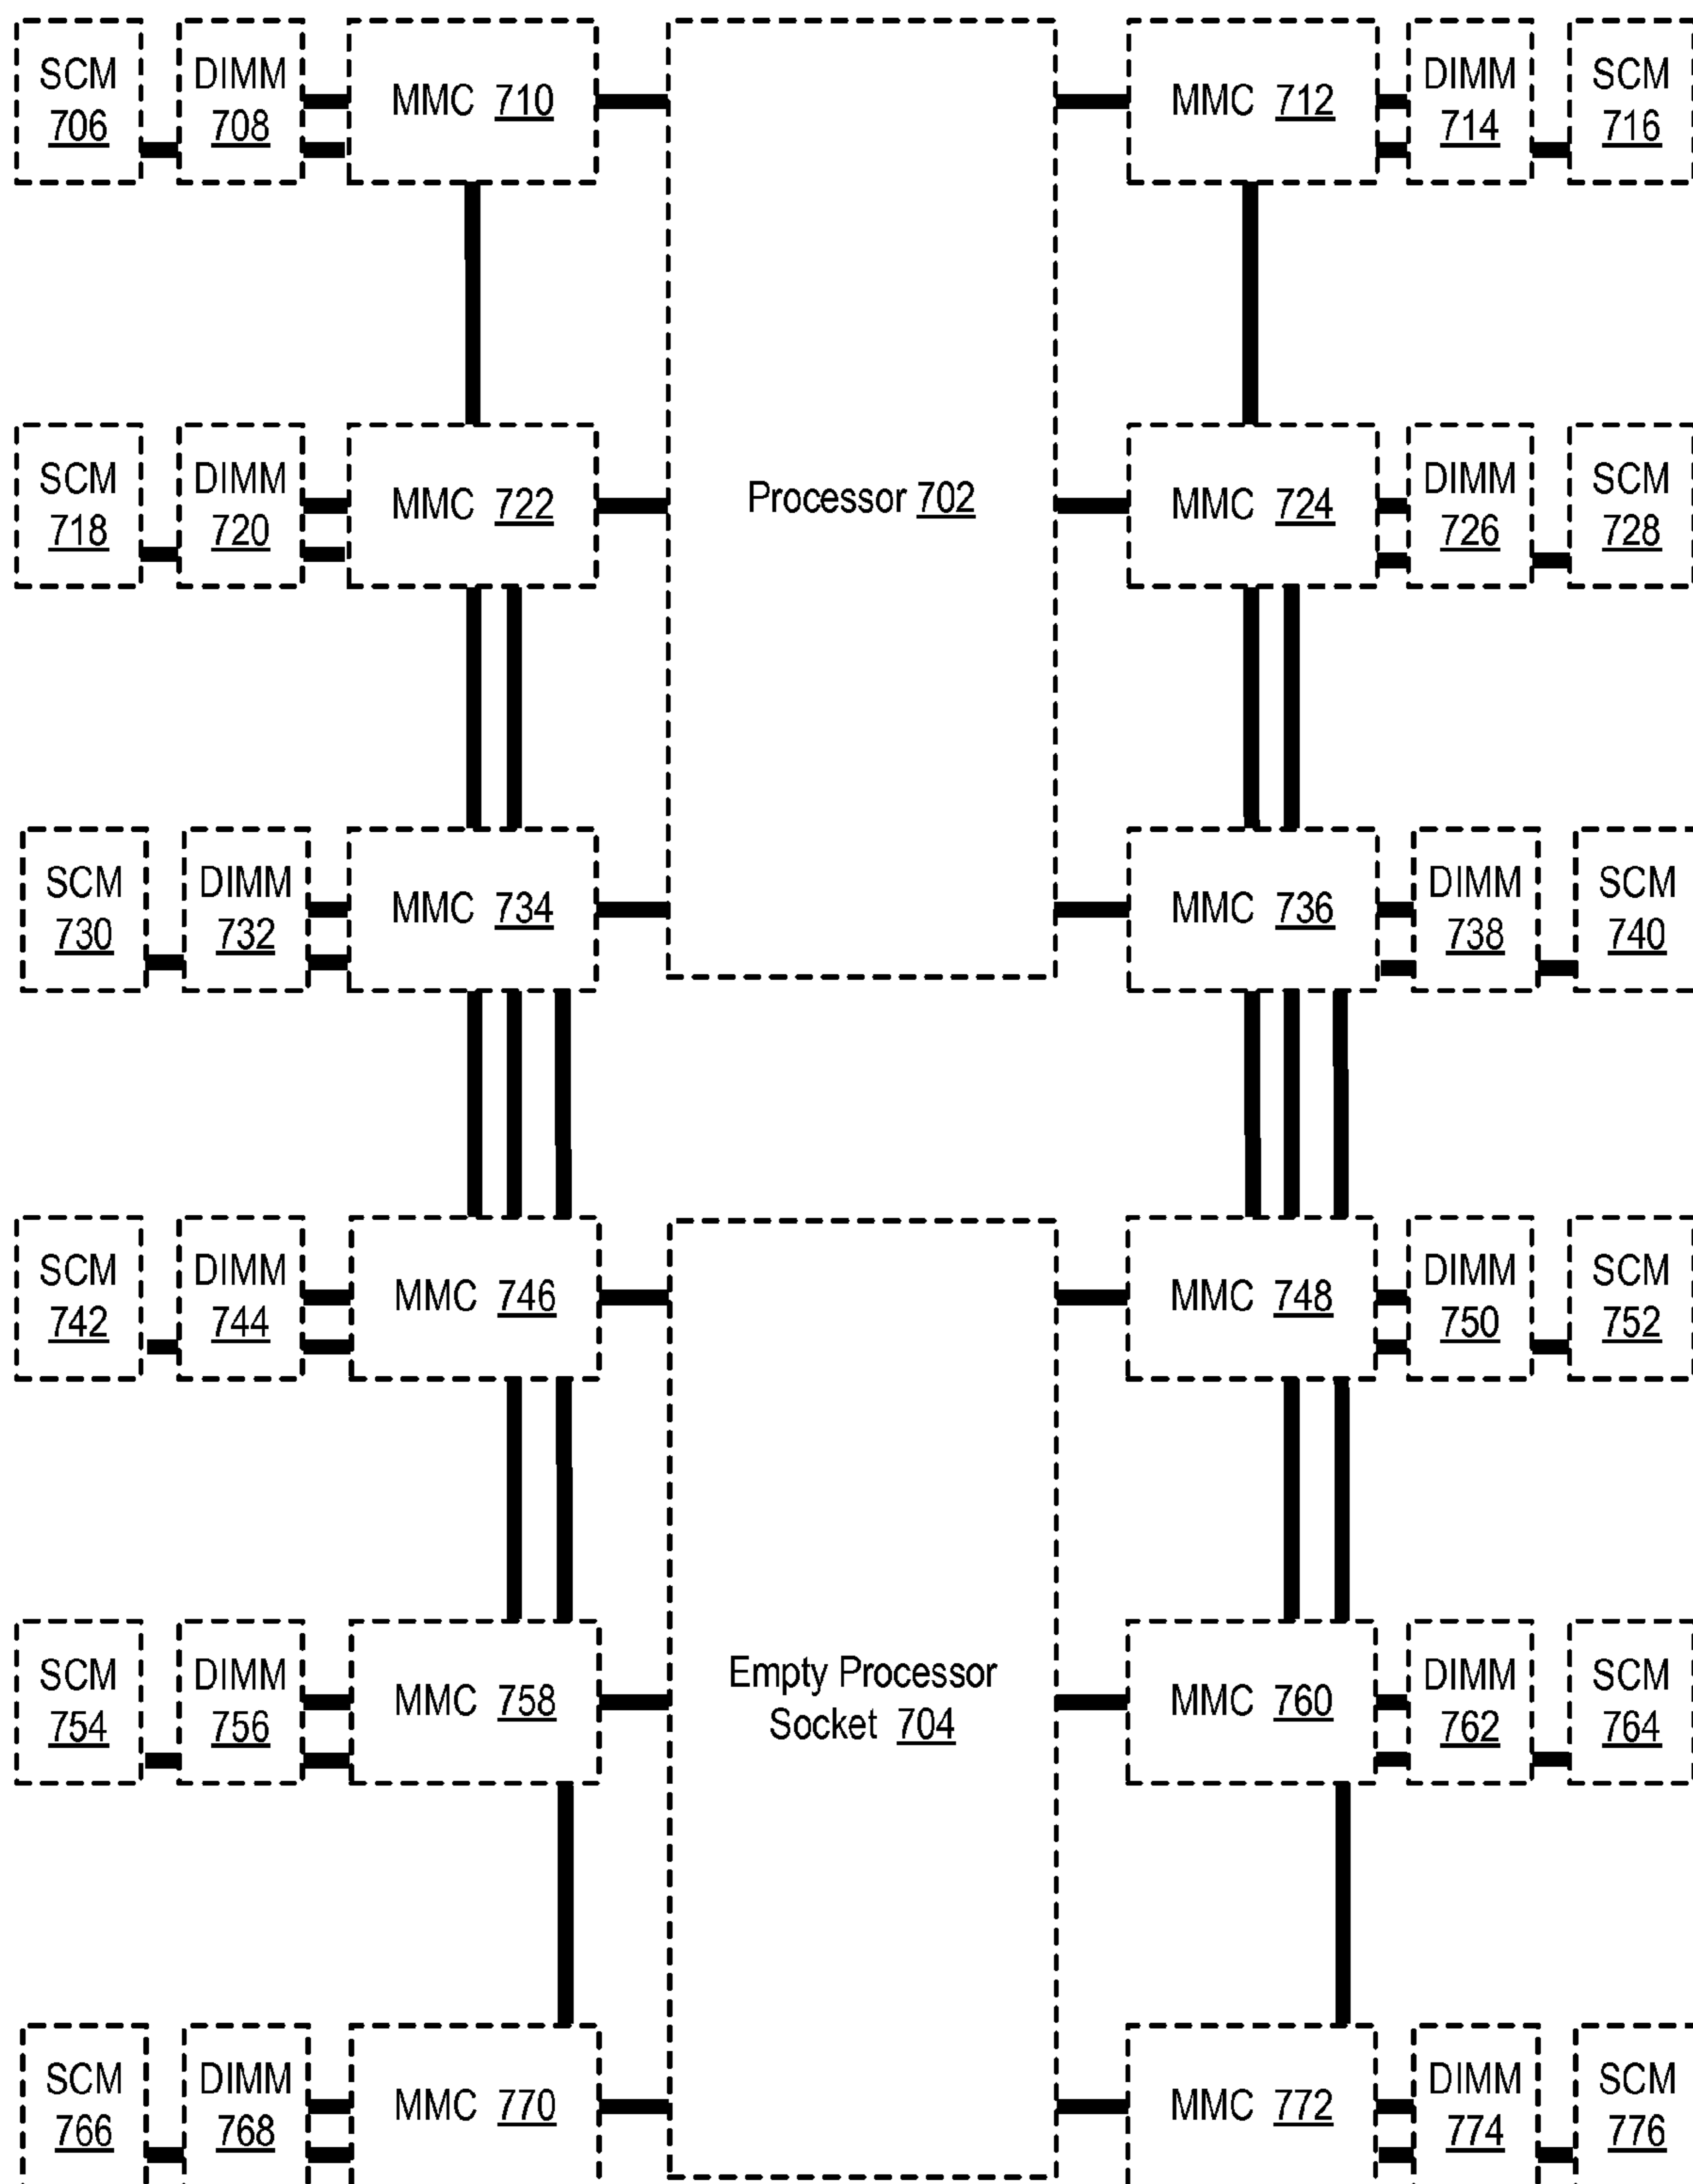 SCM
706
DIMM
708
MMC 710
MMC 712
DIMM
714
SCM
716
SCM
718
DIMM
720
MMC 722
Processor 702
MMC 724
DIMM
726
SCM
728
SCM
730
DIMM
732
MMC 734
MMC 736
DIMM
738
SCM
740
SCM
742
DIMM
744
MMC 746
MMC 748
DIMM
750
SCM
752
SCM
754
DIMM
756
MMC 758
Empty Processor
Socket 704
MMC 760
DIMM
762
SCM
764
SCM
766
DIMM
768
MMC 770
MMC 772
DIMM
774
SCM
776